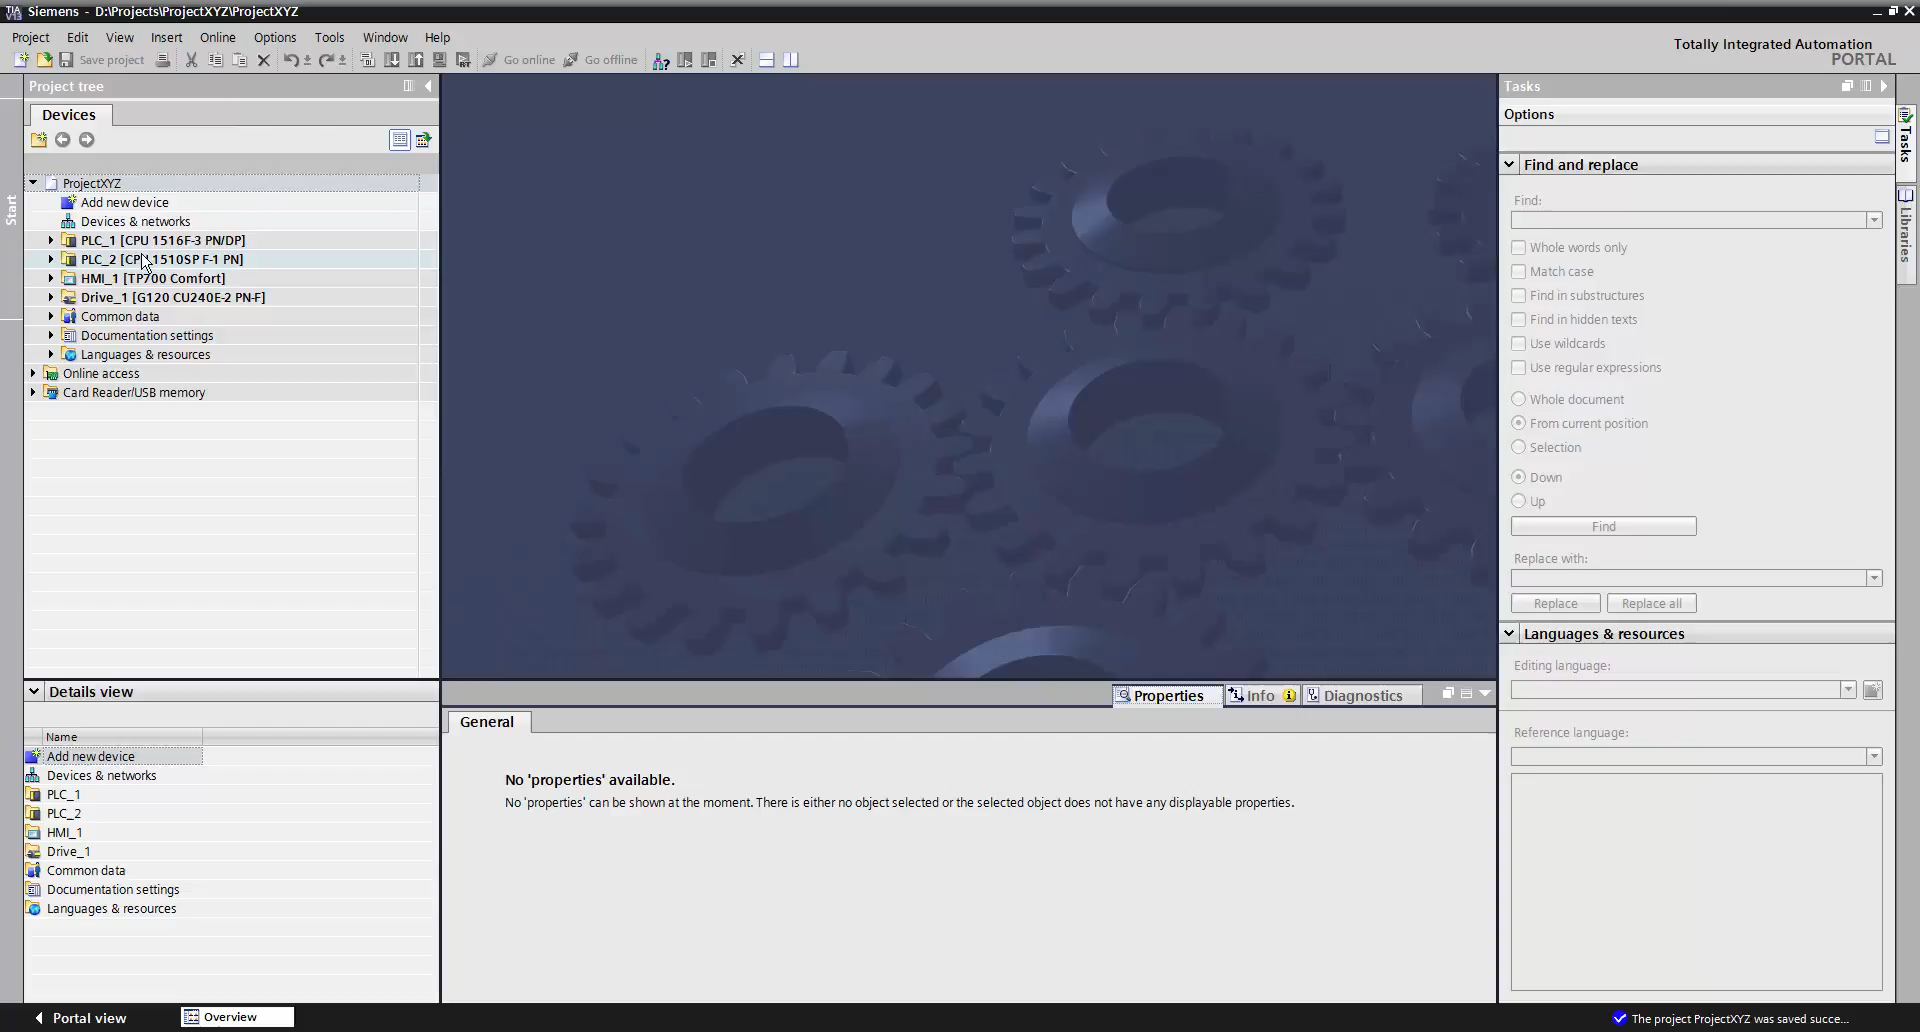 TIA
V13
Siemens - D:\Projects\ProjectXYZ\ProjectXYZ
Project Edit View Insert Online Options Tools Window Help
Totally Integrated Automation
PORTAL
Save project
Go online
Go offline
Start
Project tree
Devices
ProjectXYZ
Add new device
Devices & networks
PLC_1 [CPU 1516F-3 PN/DP]
PLC_2 [CPU 1510SP F-1 PN]
HMI_1 [TP700 Comfort]
Drive_1 [G120 CU240E-2 PN-F]
Common data
Documentation settings
Languages & resources
Online access
Card Reader/USB memory
Details view
Name
Add new device
Devices & networks
PLC_1
PLC_2
HMI_1
Drive_1
Common data
Documentation settings
Languages & resources
Properties
Info
Diagnostics
General
No 'properties' available.
No 'properties' can be shown at the moment. There is either no object selected or the selected object does not have any displayable properties.
Tasks
Options
Find and replace
Find:
Whole words only
Match case
Find in substructures
Find in hidden texts
Use wildcards
Use regular expressions
Whole document
From current position
Selection
Down
Up
Find
Replace with:
Replace
Replace all
Languages & resources
Editing language:
Reference language:
Tasks
Libraries
Portal view
Overview
The project ProjectXYZ was saved succe...